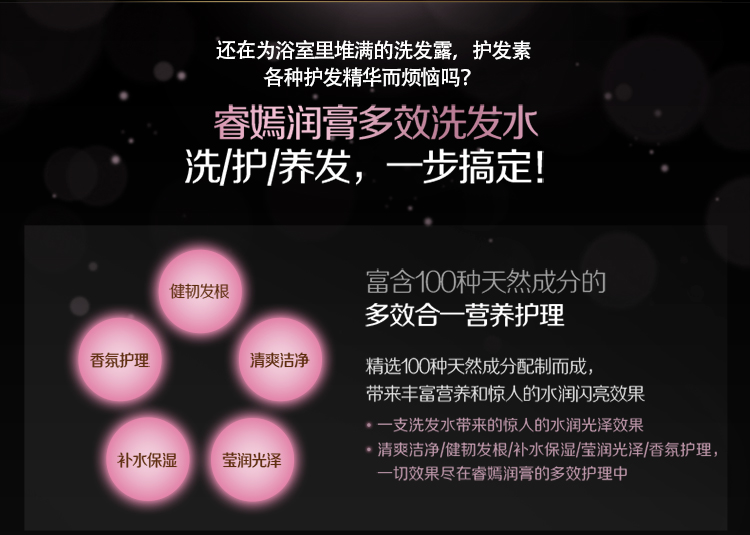 还在为浴室里堆满的洗发露，护发素
各种护发精华而烦恼吗？
睿嫣润膏多效洗发水
洗/护/养发，一步搞定！
健韧发根
香氛护理
清爽洁净
补水保湿
莹润光泽
富含100种天然成分的
多效合一营养护理
精选100种天然成分配制而成，
带来丰富营养和惊人的水润闪亮效果
• 一支洗发水带来的惊人的水润光泽效果
• 清爽洁净/健韧发根/补水保湿/莹润光泽/香氛护理，
一切效果尽在睿嫣润膏的多效护理中